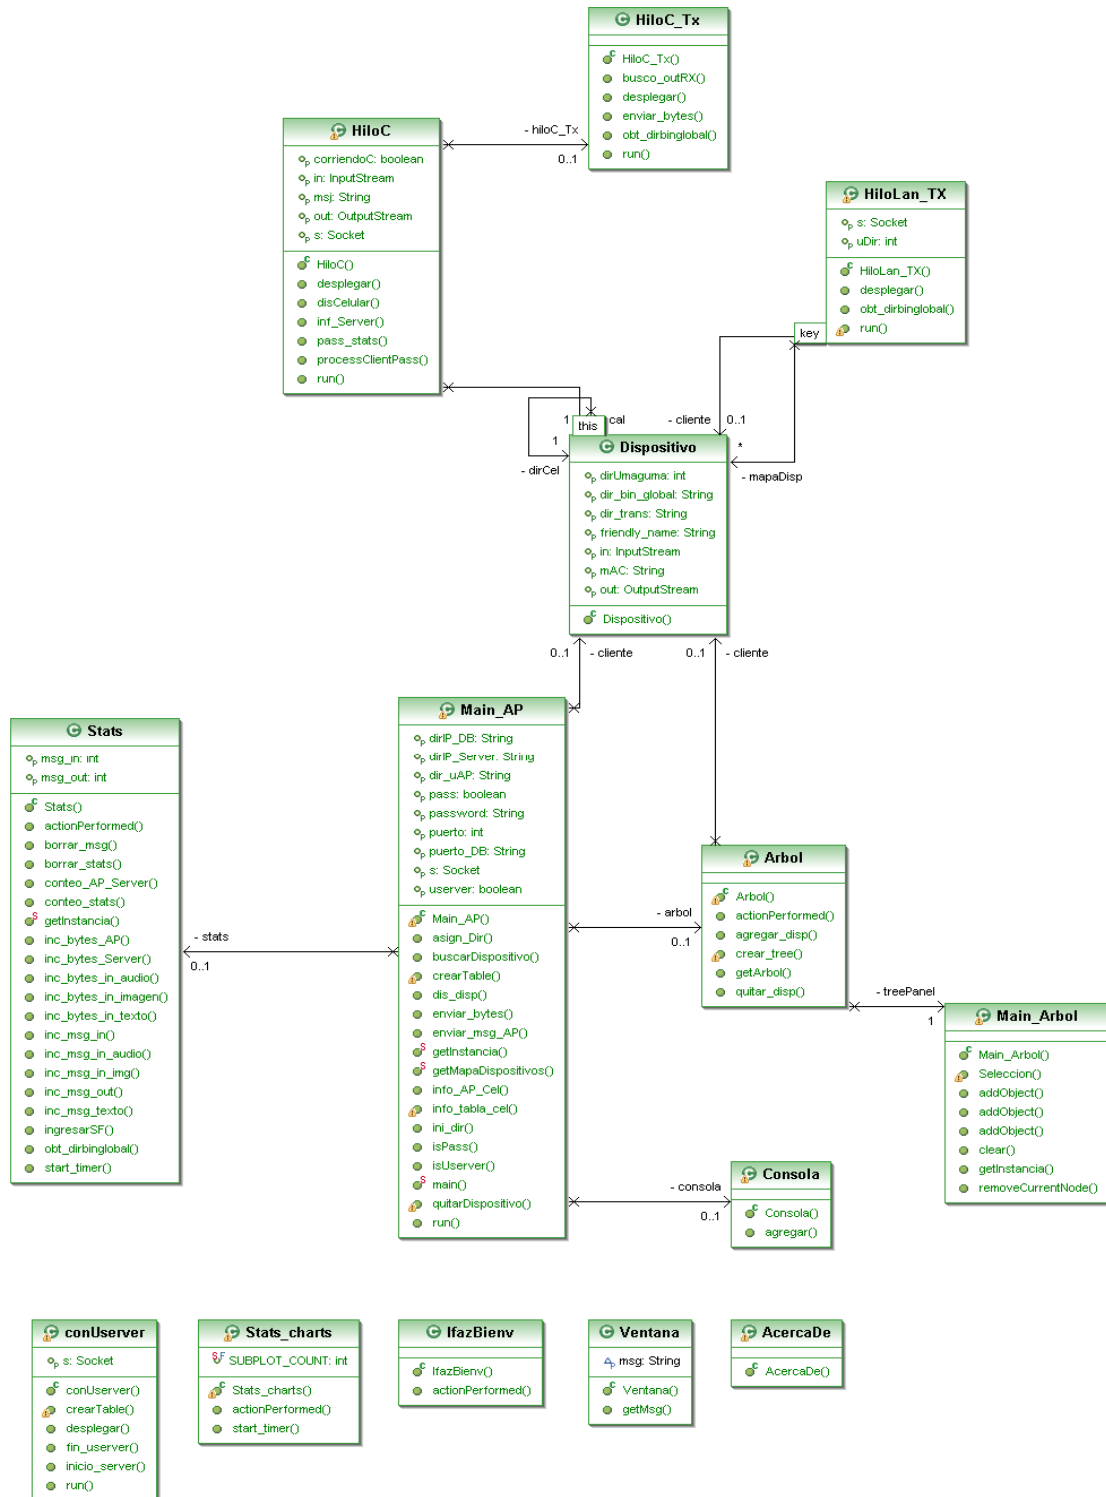 HiloC_Tx
HiloC_Tx()
busco_outRX()
desplegar()
enviar_bytes()
obt_dirbinglobal()
run()
HiloC
corriendoC: boolean
in: InputStream
msj: String
out: OutputStream
s: Socket
HiloC()
desplegar()
disCelular()
inf_Server()
pass_stats()
processClientPass()
run()
- hiloC_Tx
0..1
HiloLan_TX
s: Socket
uDir: int
HiloLan_TX()
desplegar()
obt_dirbinglobal()
run()
key
1
this
cal
- cliente
0..1
1
- dirCel
*
- mapaDisp
Dispositivo
dirUmaguma: int
dir_bin_global: String
dir_trans: String
friendly_name: String
in: InputStream
mAC: String
out: OutputStream
Dispositivo()
0..1
- cliente
0..1
- cliente
Stats
msg_in: int
msg_out: int
Stats()
actionPerformed()
borrar_msg()
borrar_stats()
conteo_AP_Server()
conteo_stats()
getInstancia()
inc_bytes_AP()
inc_bytes_Server()
inc_bytes_in_audio()
inc_bytes_in_imagen()
inc_bytes_in_texto()
inc_msg_in()
inc_msg_in_audio()
inc_msg_in_img()
inc_msg_out()
inc_msg_texto()
ingresarSF()
obt_dirbinglobal()
start_timer()
- stats
0..1
Main_AP
dirIP_DB: String
dirIP_Server: String
dir_uAP: String
pass: boolean
password: String
puerto: int
puerto_DB: String
s: Socket
userver: boolean
Main_AP()
asign_Dir()
buscarDispositivo()
crearTable()
dis_disp()
enviar_bytes()
enviar_msg_AP()
getInstancia()
getMapaDispositivos()
info_AP_Cel()
info_tabla_cel()
ini_dir()
isPass()
isUserver()
main()
quitarDispositivo()
run()
- arbol
0..1
Arbol
Arbol()
actionPerformed()
agregar_disp()
crear_tree()
getArbol()
quitar_disp()
- treePanel
1
Main_Arbol
Main_Arbol()
Seleccion()
addObject()
addObject()
addObject()
clear()
getInstancia()
removeCurrentNode()
- consola
0..1
Consola
Consola()
agregar()
conUserver
s: Socket
conUserver()
crearTable()
desplegar()
fin_userver()
inicio_server()
run()
Stats_charts
SUBPLOT_COUNT: int
Stats_charts()
actionPerformed()
start_timer()
IfazBienv
IfazBienv()
actionPerformed()
Ventana
msg: String
Ventana()
getMsg()
AcercaDe
AcercaDe()